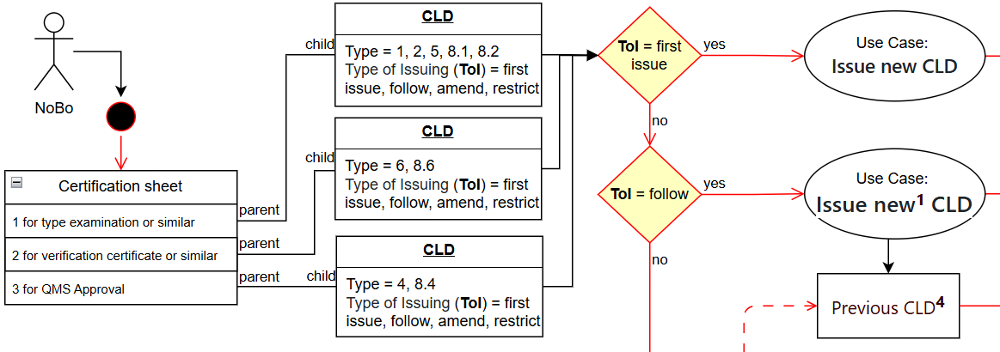 NoBo
Certification sheet
1 for type examination or similar
2 for verification certificate or similar
3 for QMS Approval
parent
parent
parent
child
child
child
CLD
Type = 1, 2, 5, 8.1, 8.2
Type of Issuing (ToI) = first
issue, follow, amend, restrict
CLD
Type = 6, 8.6
Type of Issuing (ToI) = first
issue, follow, amend, restrict
CLD
Type = 4, 8.4
Type of Issuing (ToI) = first
issue, follow, amend, restrict
ToI = first
issue
yes
no
Use Case:
Issue new CLD
ToI = follow
yes
no
Use Case:
Issue new¹ CLD
Previous CLD⁴